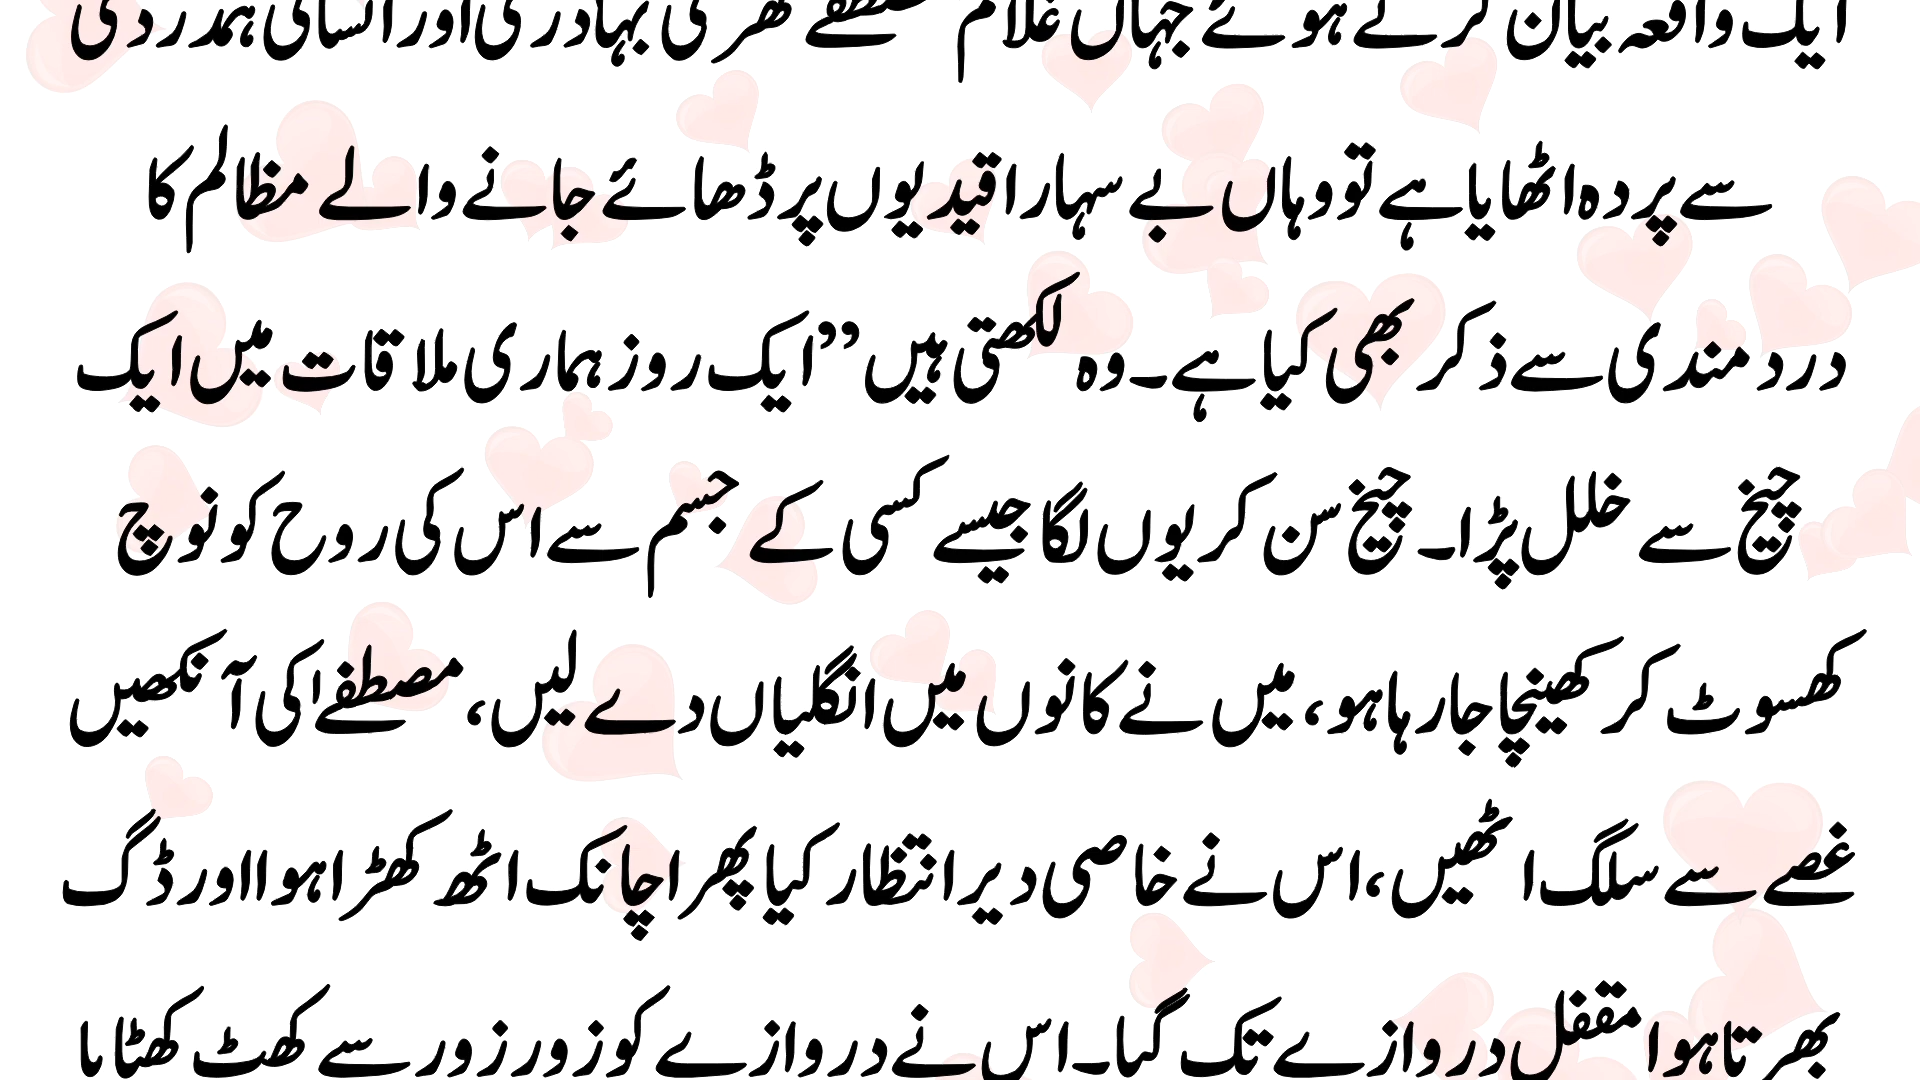 ایک واقعہ بیان کرتے ہوئے جہاں غلام مصطفےٰ کھر کی بہادری اور انسانی ہمدردی
سے پردہ اٹھایا ہے تو وہاں بے سہارا قیدیوں پر ڈھائے جانے والے مظالم کا
درد مندی سے ذکر بھی کیا ہے۔ وہ لکھتی ہیں ’’ایک روز ہماری ملاقات میں ایک
چیخ سے خلل پڑا۔ چیخ سن کر یوں لگا جیسے کسی کے جسم سے اس کی روح کو نوچ
کھسوٹ کر کھینچا جا رہا ہو، میں نے کانوں میں انگلیاں دے لیں، مصطفےٰ کی آنکھیں
غصے سے سلگ اٹھیں، اس نے خاصی دیر انتظار کیا پھر اچانک اٹھ کھڑا ہوا اور ڈگ
بھرتا ہوا مقفل دروازے تک گیا۔ اس نے دروازے کو زور زور سے کھٹ کھٹایا